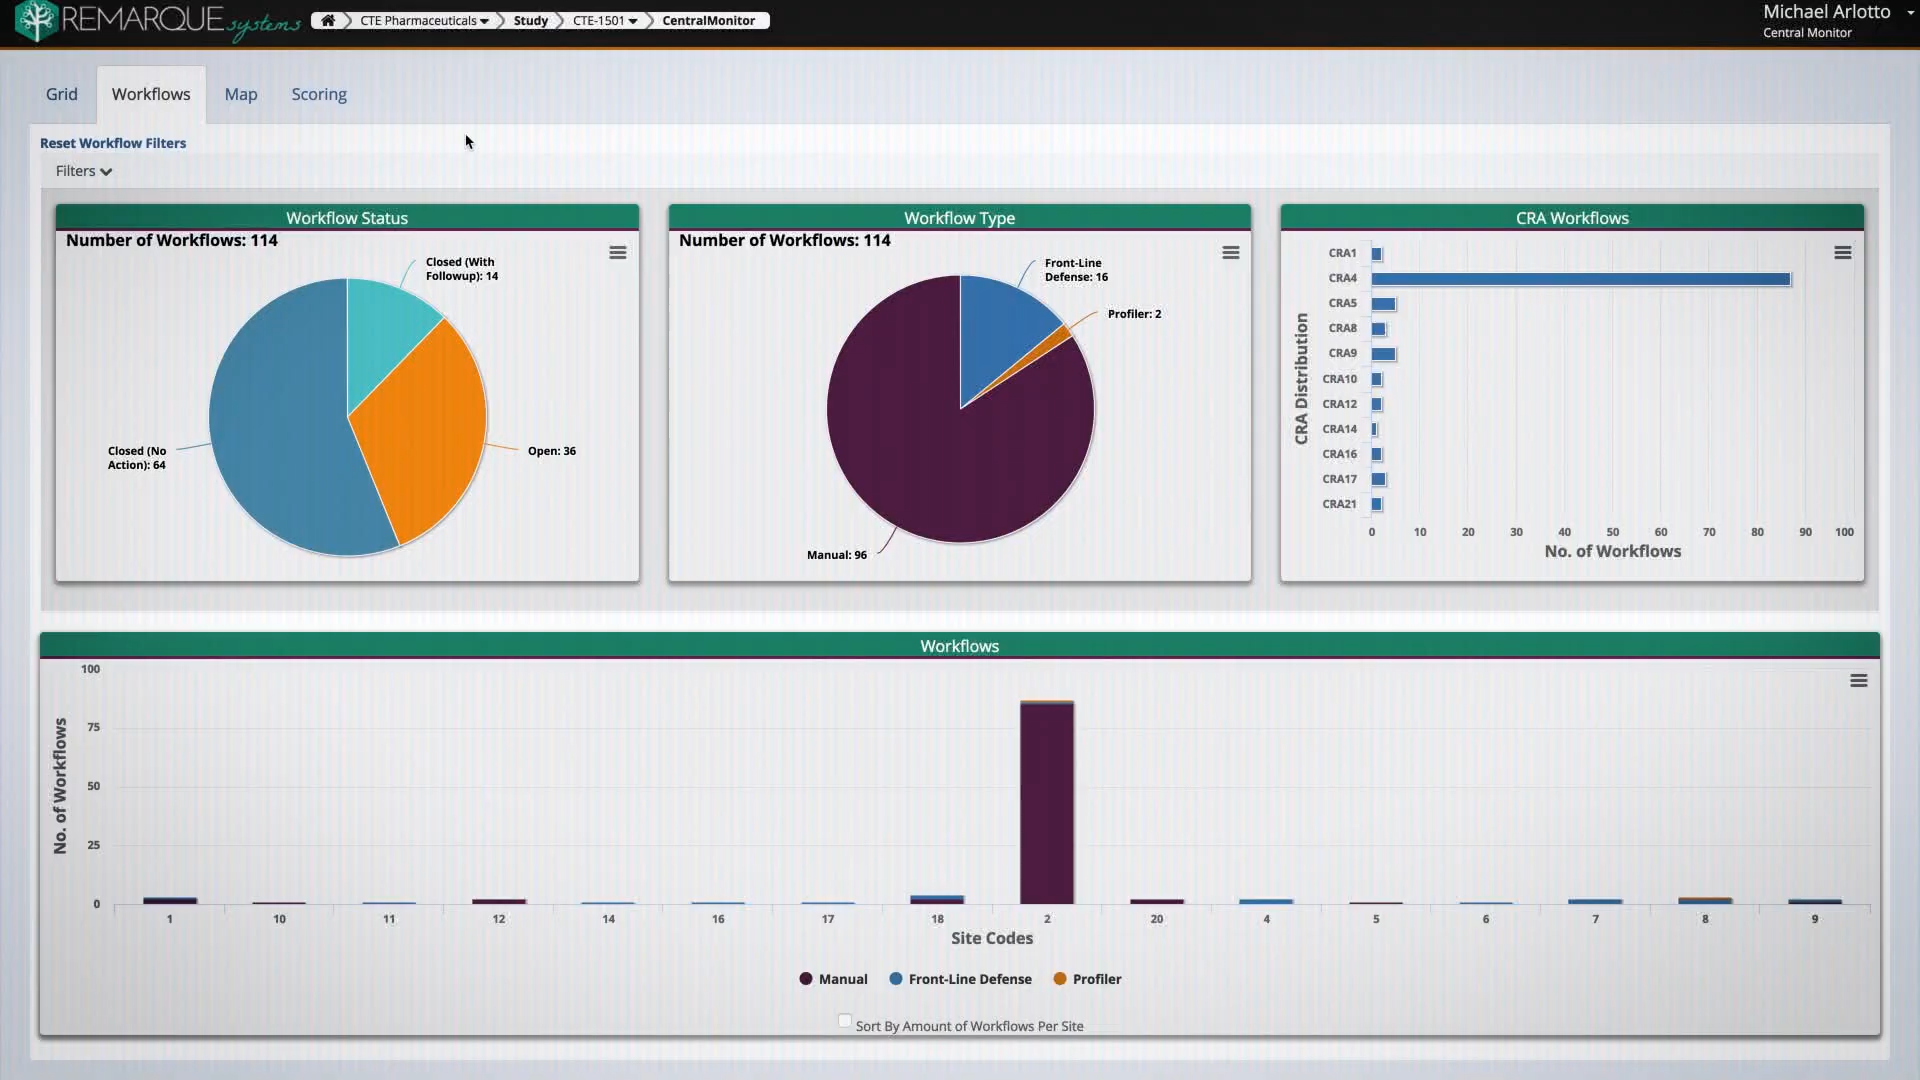 REMARQUE systems
CTE Pharmaceuticals
Study
CTE-1501
CentralMonitor
Michael Arlotto
Central Monitor
Grid
Workflows
Map
Scoring
Reset Workflow Filters
Filters
Workflow Status
Number of Workflows: 114
Closed (With
Followup): 14
Open: 36
Closed (No
Action): 64
Workflow Type
Number of Workflows: 114
Front-Line
Defense: 16
Profiler: 2
Manual: 96
CRA Workflows
CRA Distribution
CRA1
CRA4
CRA5
CRA8
CRA9
CRA10
CRA12
CRA14
CRA16
CRA17
CRA21
0 10 20 30 40 50 60 70 80 90 100
No. of Workflows
Workflows
No. of Workflows
100
75
50
25
0
1 10 11 12 14 16 17 18 2 20 4 5 6 7 8 9
Site Codes
Manual Front-Line Defense Profiler
Sort By Amount of Workflows Per Site